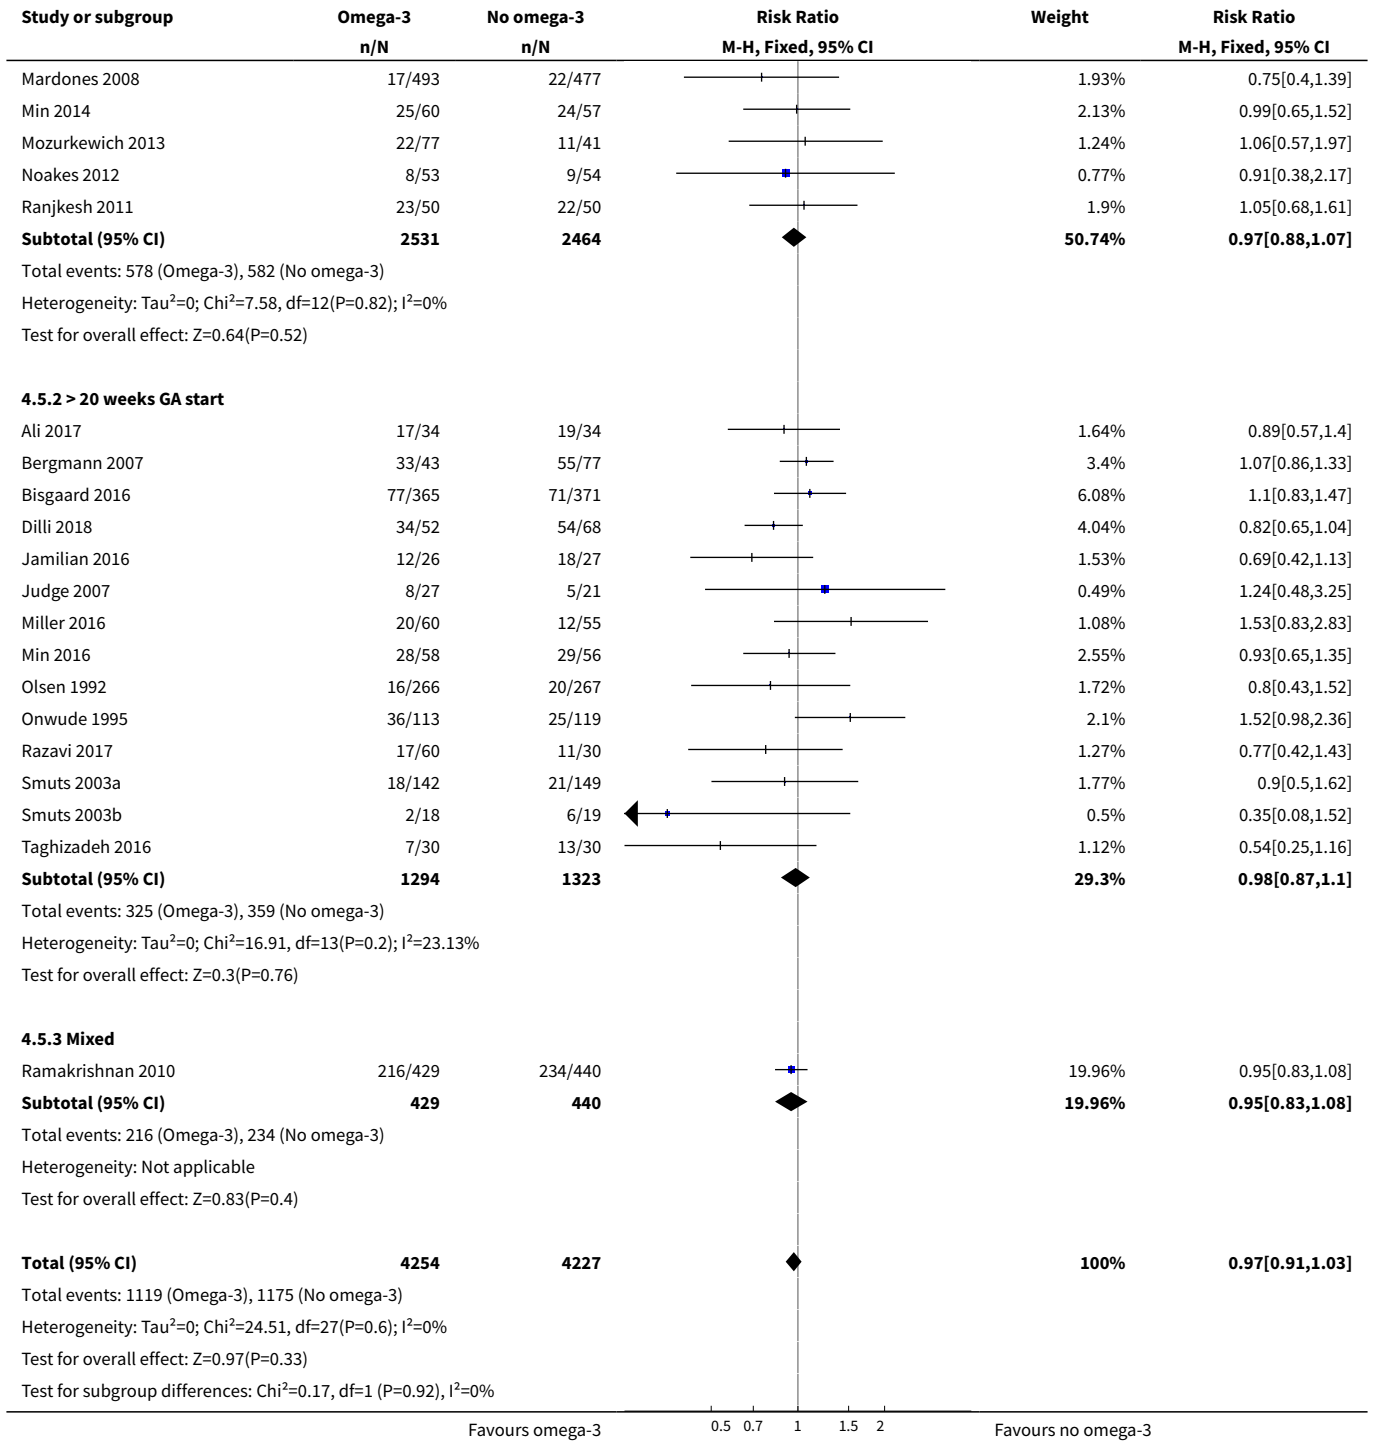 Study or subgroup Omega-3 No omega-3 Risk Ratio Weight Risk Ratio
n/N n/N M-H, Fixed, 95% CI M-H, Fixed, 95% CI
Mardones 2008 17/493 22/477 1.93% 0.75[0.4,1.39]
Min 2014 25/60 24/57 2.13% 0.99[0.65,1.52]
Mozurkewich 2013 22/77 11/41 1.24% 1.06[0.57,1.97]
Noakes 2012 8/53 9/54 0.77% 0.91[0.38,2.17]
Ranjkesh 2011 23/50 22/50 1.9% 1.05[0.68,1.61]
Subtotal (95% CI) 2531 2464 50.74% 0.97[0.88,1.07]
Total events: 578 (Omega-3), 582 (No omega-3)
Heterogeneity: Tau²=0; Chi²=7.58, df=12(P=0.82); I²=0%
Test for overall effect: Z=0.64(P=0.52)
4.5.2 > 20 weeks GA start
Ali 2017 17/34 19/34 1.64% 0.89[0.57,1.4]
Bergmann 2007 33/43 55/77 3.4% 1.07[0.86,1.33]
Bisgaard 2016 77/365 71/371 6.08% 1.1[0.83,1.47]
Dilli 2018 34/52 54/68 4.04% 0.82[0.65,1.04]
Jamilian 2016 12/26 18/27 1.53% 0.69[0.42,1.13]
Judge 2007 8/27 5/21 0.49% 1.24[0.48,3.25]
Miller 2016 20/60 12/55 1.08% 1.53[0.83,2.83]
Min 2016 28/58 29/56 2.55% 0.93[0.65,1.35]
Olsen 1992 16/266 20/267 1.72% 0.8[0.43,1.52]
Onwude 1995 36/113 25/119 2.1% 1.52[0.98,2.36]
Razavi 2017 17/60 11/30 1.27% 0.77[0.42,1.43]
Smuts 2003a 18/142 21/149 1.77% 0.9[0.5,1.62]
Smuts 2003b 2/18 6/19 0.5% 0.35[0.08,1.52]
Taghizadeh 2016 7/30 13/30 1.12% 0.54[0.25,1.16]
Subtotal (95% CI) 1294 1323 29.3% 0.98[0.87,1.1]
Total events: 325 (Omega-3), 359 (No omega-3)
Heterogeneity: Tau²=0; Chi²=16.91, df=13(P=0.2); I²=23.13%
Test for overall effect: Z=0.3(P=0.76)
4.5.3 Mixed
Ramakrishnan 2010 216/429 234/440 19.96% 0.95[0.83,1.08]
Subtotal (95% CI) 429 440 19.96% 0.95[0.83,1.08]
Total events: 216 (Omega-3), 234 (No omega-3)
Heterogeneity: Not applicable
Test for overall effect: Z=0.83(P=0.4)
Total (95% CI) 4254 4227 100% 0.97[0.91,1.03]
Total events: 1119 (Omega-3), 1175 (No omega-3)
Heterogeneity: Tau²=0; Chi²=24.51, df=27(P=0.6); I²=0%
Test for overall effect: Z=0.97(P=0.33)
Test for subgroup differences: Chi²=0.17, df=1 (P=0.92), I²=0%
Favours omega-3 0.5 0.7 1 1.5 2 Favours no omega-3